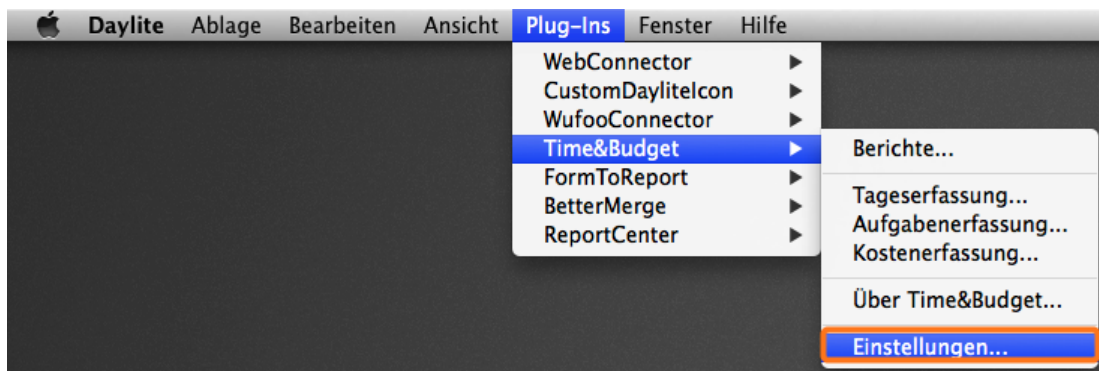 Daylite Ablage Bearbeiten Ansicht Plug-Ins Fenster Hilfe
WebConnector
CustomDayliteIcon
WufooConnector
Time&Budget
FormToReport
BetterMerge
ReportCenter
Berichte...
Tageserfassung...
Aufgabenerfassung...
Kostenerfassung...
Über Time&Budget...
Einstellungen...